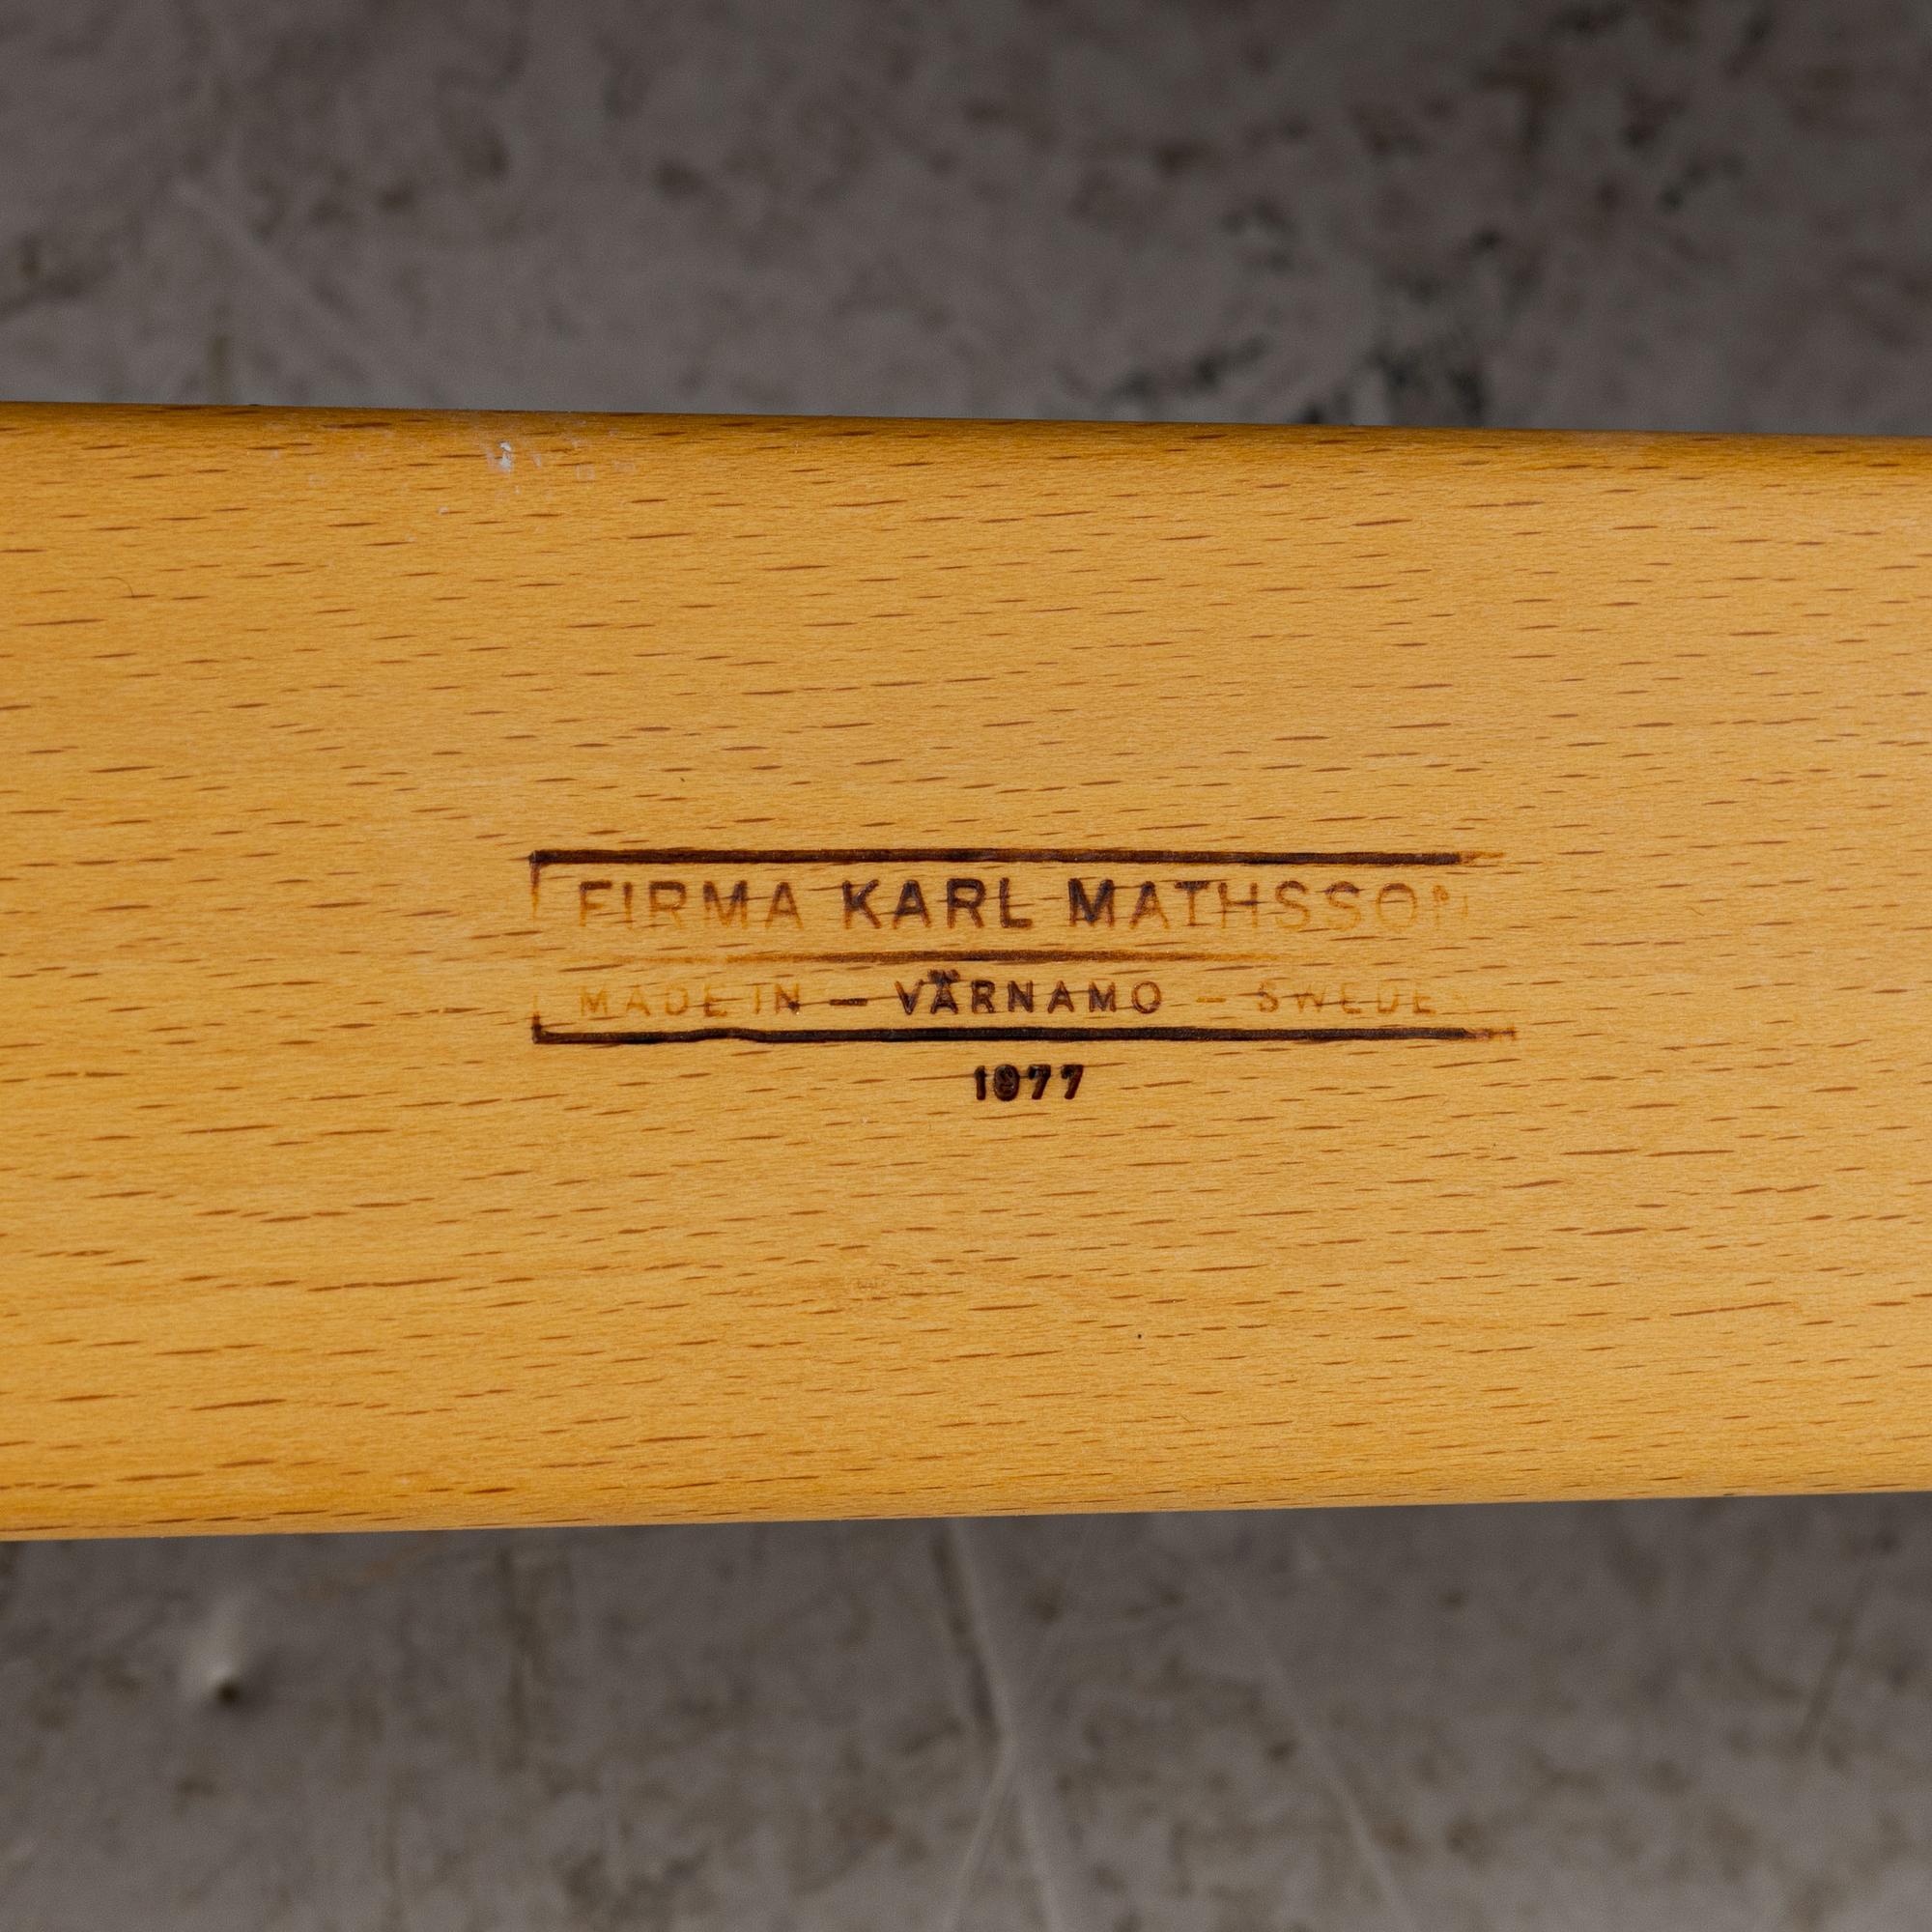 FIRMA KARL MATHSSON
MADE IN — VÄRNAMO — SWEDEN
1977